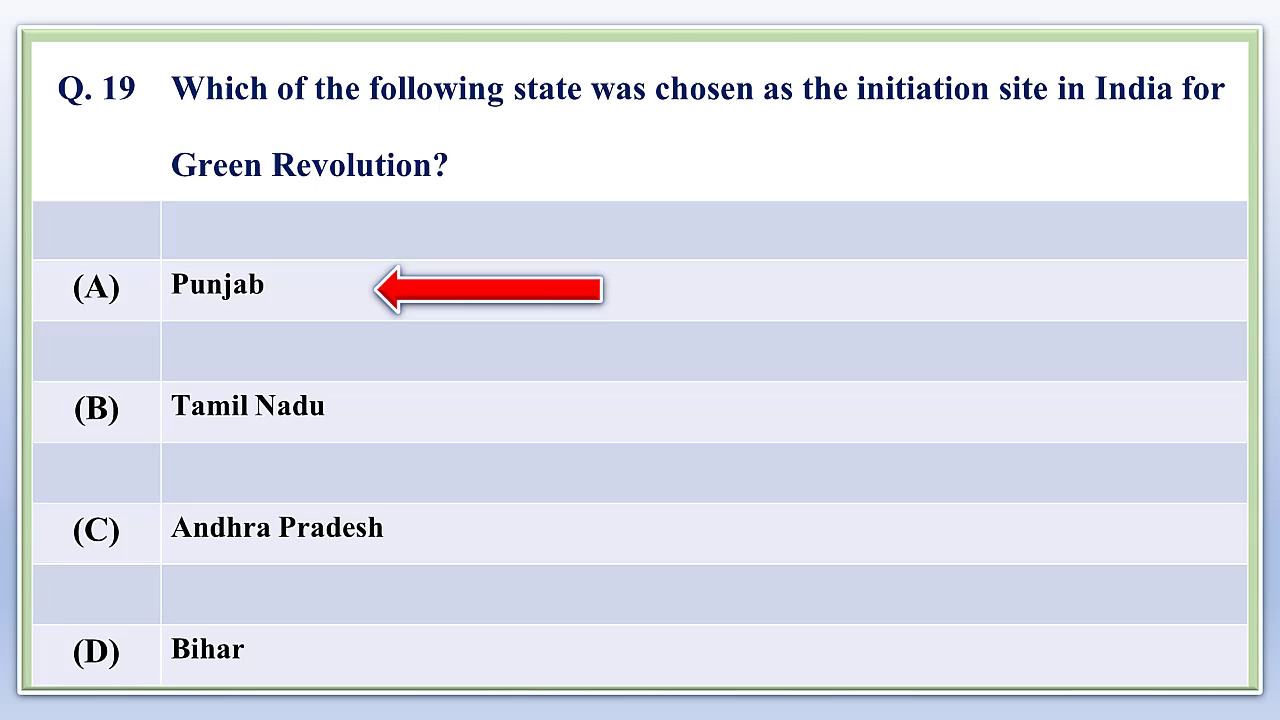 Q. 19 Which of the following state was chosen as the initiation site in India for
Green Revolution?
(A) Punjab
(B) Tamil Nadu
(C) Andhra Pradesh
(D) Bihar